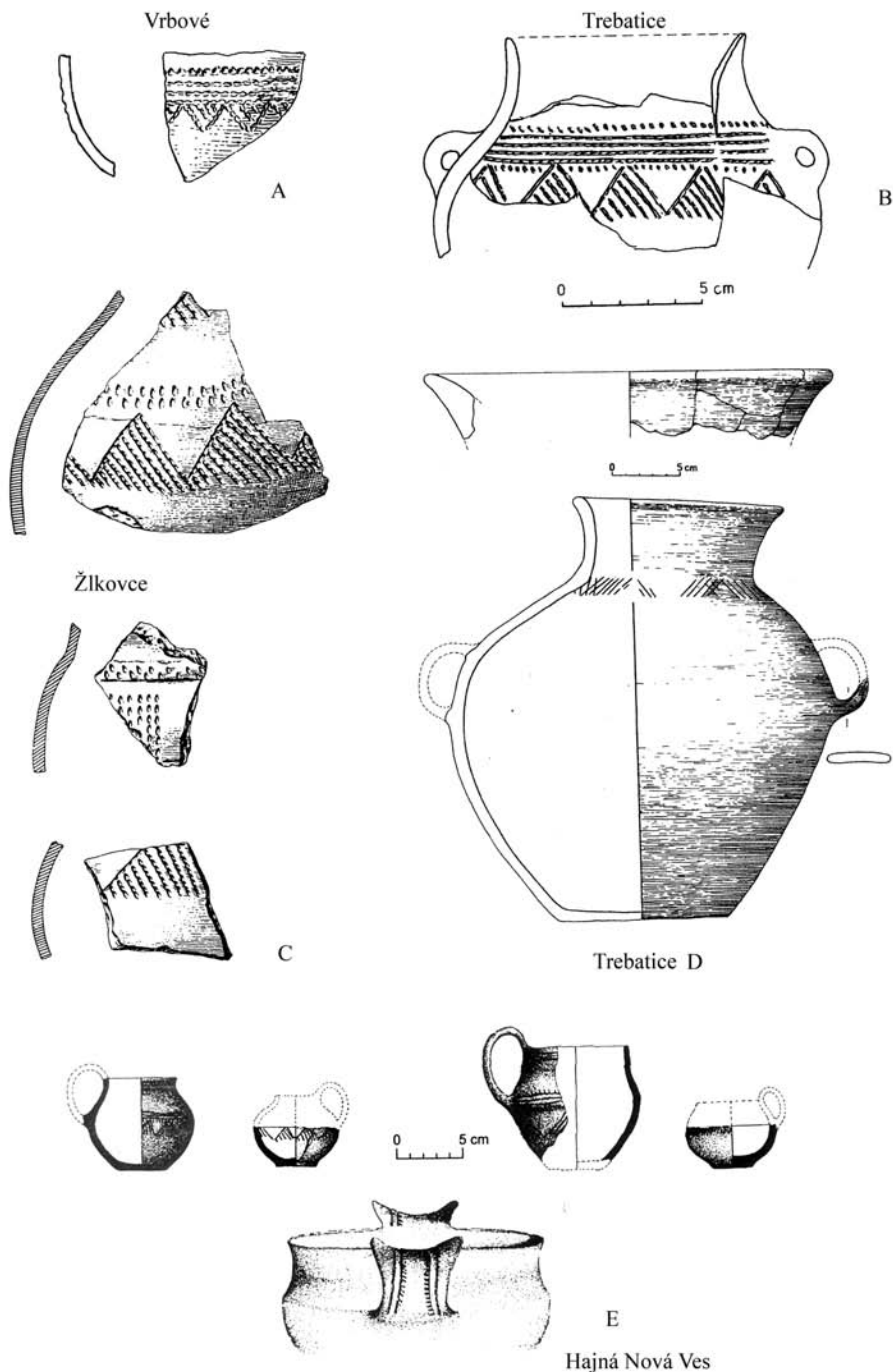 Vrbové
Trebatice
A
B
0 5 cm
0 5 cm
Žlkovce
C
Trebatice D
0 5 cm
E
Hajná Nová Ves